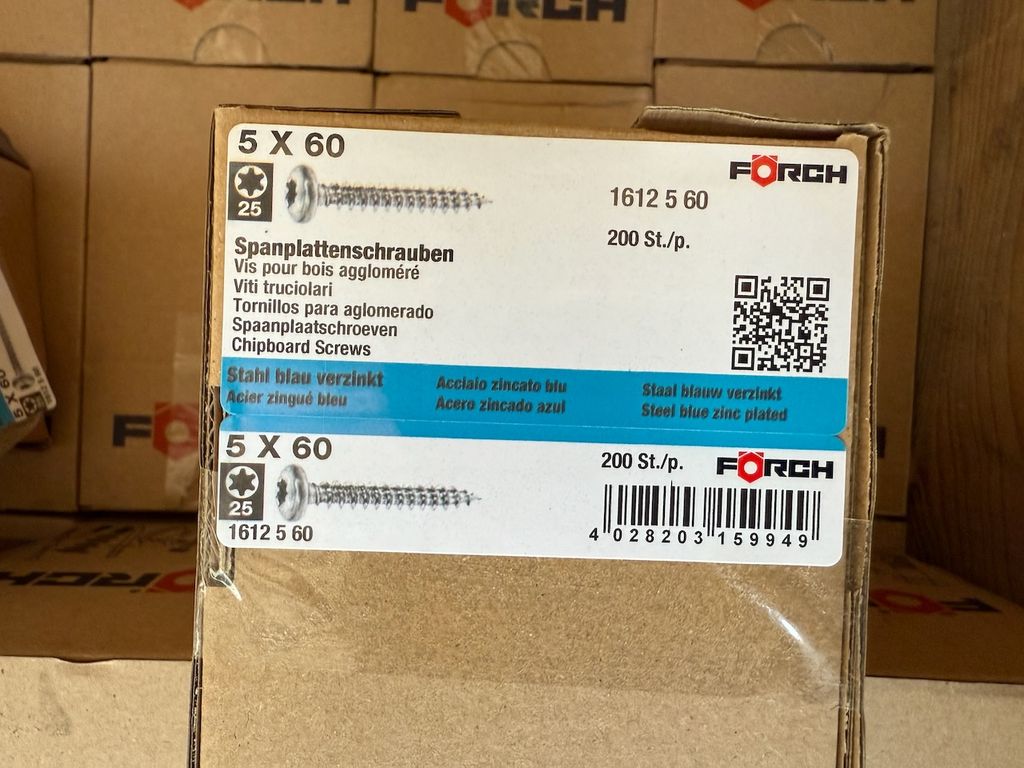 FÖRCH
5 X 60
FÖRCH
25
1612 5 60
200 St./p.
Spanplattenschrauben
Vis pour bois aggloméré
Viti truciolari
Tornillos para aglomerado
Spaanplaatschroeven
Chipboard Screws
Stahl blau verzinkt
Acciaio zincato blu
Staal blauw verzinkt
Acier zingué bleu
Acero zincado azul
Steel blue zinc plated
5 X 60
200 St./p.
FÖRCH
25
1612 5 60
4 028203 159949
5 X 60
FÖRCH